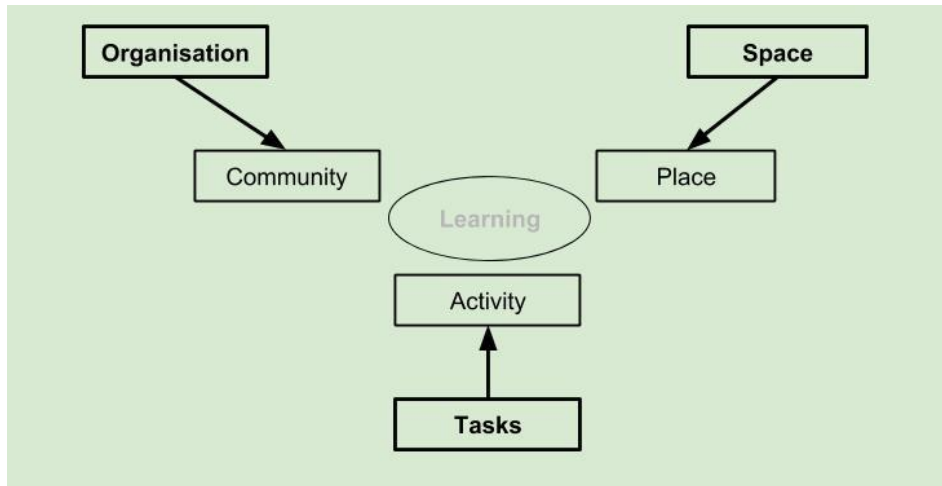 Organisation
Space
Community
Place
Learning
Activity
Tasks